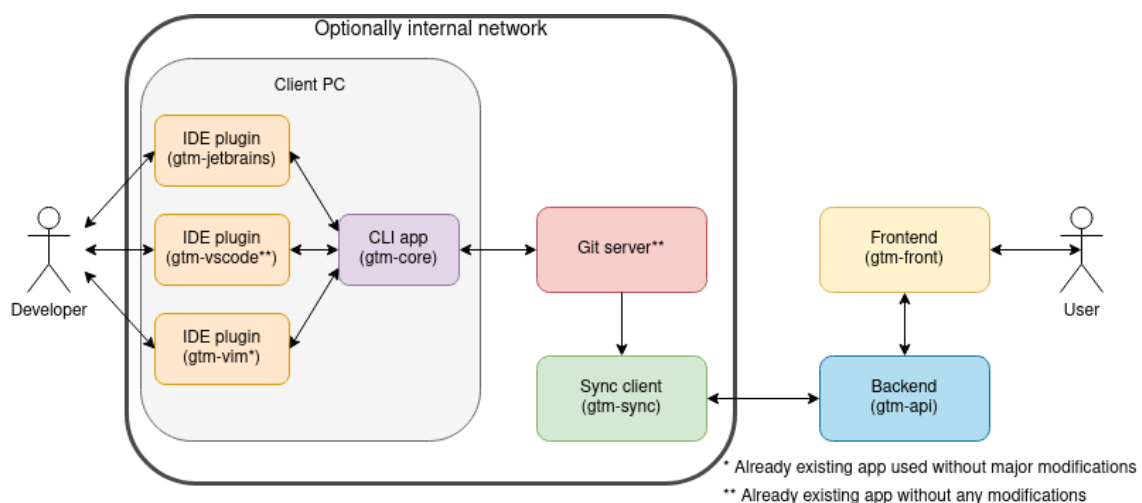 Optionally internal network
Client PC
IDE plugin
(gtm-jetbrains)
IDE plugin
(gtm-vscode**)
IDE plugin
(gtm-vim*)
CLI app
(gtm-core)
Git server**
Sync client
(gtm-sync)
Frontend
(gtm-front)
Backend
(gtm-api)
Developer
User
* Already existing app used without major modifications
** Already existing app without any modifications